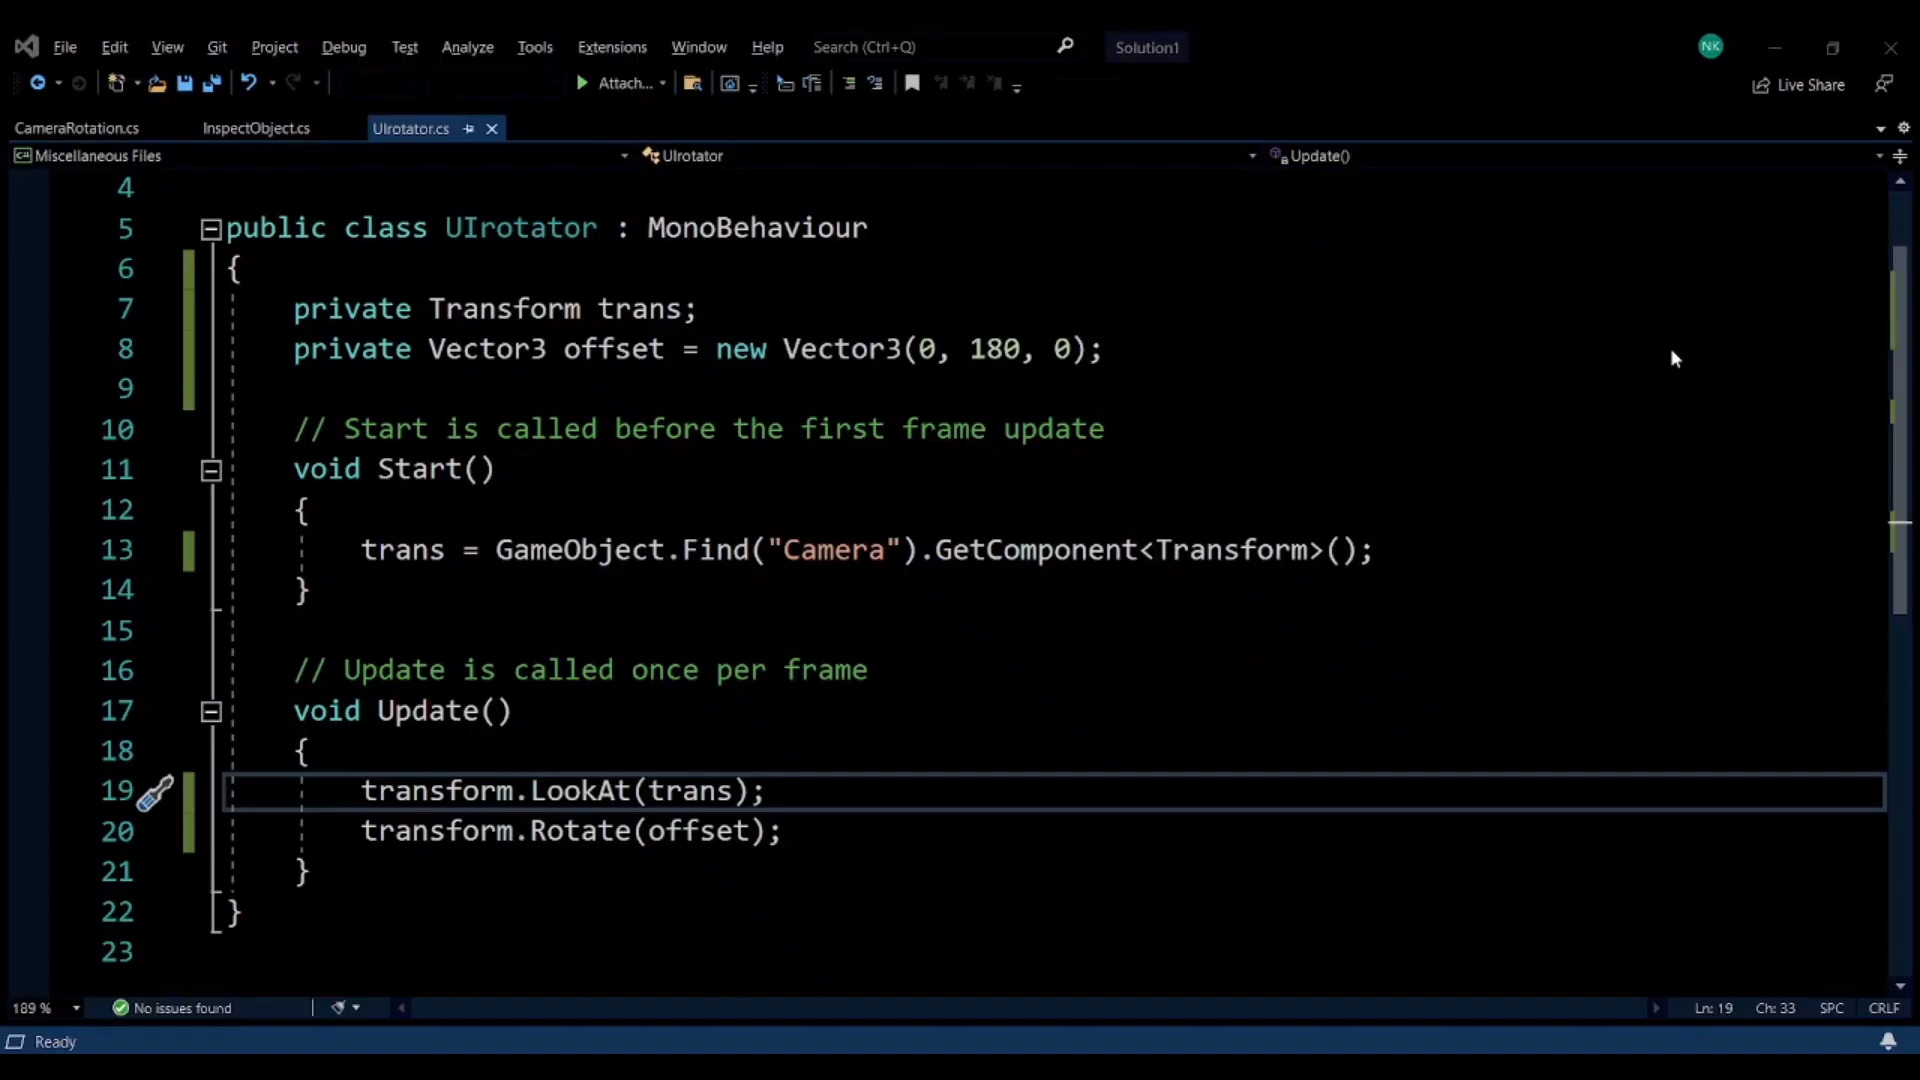 File Edit View Git Project Debug Test Analyze Tools Extensions Window Help Search (Ctrl+Q) Solution1 NK
Attach... Live Share
CameraRotation.cs InspectObject.cs UIrotator.cs
C# Miscellaneous Files UIrotator Update()
4
5 public class UIrotator : MonoBehaviour
6 {
7 private Transform trans;
8 private Vector3 offset = new Vector3(0, 180, 0);
9
10 // Start is called before the first frame update
11 void Start()
12 {
13 trans = GameObject.Find("Camera").GetComponent<Transform>();
14 }
15
16 // Update is called once per frame
17 void Update()
18 {
19 transform.LookAt(trans);
20 transform.Rotate(offset);
21 }
22 }
23
189 % No issues found Ln: 19 Ch: 33 SPC CRLF
Ready